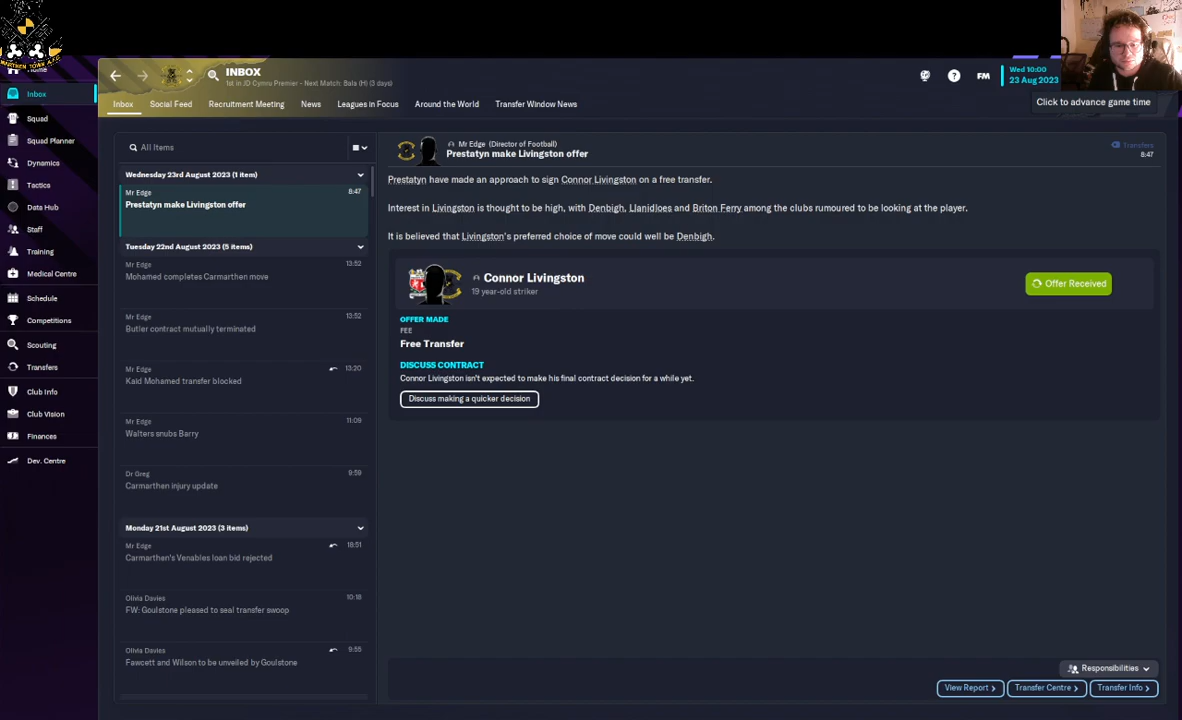 INBOX
1st in JD Cymru Premier - Next Match: Bala (H) (3 days)
FM
Wed 10:00
23 Aug 2023
Click to advance game time
Home
Inbox
Squad
Squad Planner
Dynamics
Tactics
Data Hub
Staff
Training
Medical Centre
Schedule
Competitions
Scouting
Transfers
Club Info
Club Vision
Finances
Dev. Centre
Inbox
Social Feed
Recruitment Meeting
News
Leagues in Focus
Around the World
Transfer Window News
All Items
Wednesday 23rd August 2023 (1 item)
Mr Edge 8:47
Prestatyn make Livingston offer
Tuesday 22nd August 2023 (5 items)
Mr Edge 13:52
Mohamed completes Carmarthen move
Mr Edge 13:52
Butler contract mutually terminated
Mr Edge 13:20
Kaid Mohamed transfer blocked
Mr Edge 11:09
Walters snubs Barry
Dr Greg 9:59
Carmarthen injury update
Monday 21st August 2023 (3 items)
Mr Edge 18:51
Carmarthen's Venables loan bid rejected
Olivia Davies 10:18
FW: Goulstone pleased to seal transfer swoop
Olivia Davies 9:55
Fawcett and Wilson to be unveiled by Goulstone
Mr Edge (Director of Football)
Prestatyn make Livingston offer
Transfers
8:47
Prestatyn have made an approach to sign Connor Livingston on a free transfer.
Interest in Livingston is thought to be high, with Denbigh, Llanidloes and Briton Ferry among the clubs rumoured to be looking at the player.
It is believed that Livingston's preferred choice of move could well be Denbigh.
Connor Livingston
19 year-old striker
Offer Received
OFFER MADE
FEE
Free Transfer
DISCUSS CONTRACT
Connor Livingston isn't expected to make his final contract decision for a while yet.
Discuss making a quicker decision
Responsibilities
View Report
Transfer Centre
Transfer Info